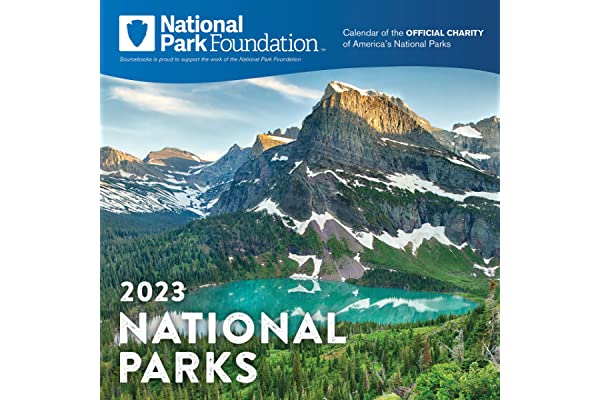 National
Park Foundation™
Calendar of the OFFICIAL CHARITY
of America's National Parks
Sourcebooks is proud to support the work of the National Park Foundation
2023
NATIONAL
PARKS